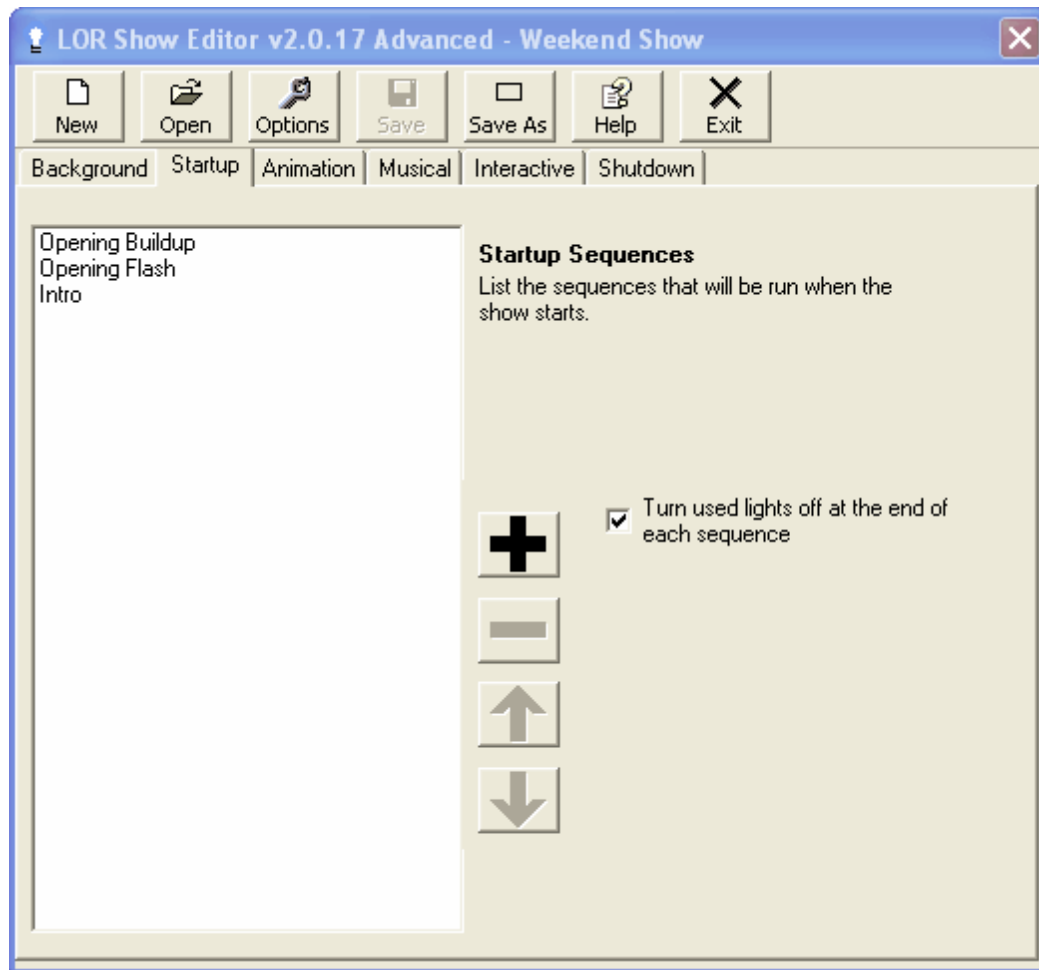 LOR Show Editor v2.0.17 Advanced - Weekend Show
New Open Options Save Save As Help Exit
Background Startup Animation Musical Interactive Shutdown
Opening Buildup
Opening Flash
Intro
Startup Sequences
List the sequences that will be run when the
show starts.
Turn used lights off at the end of
each sequence